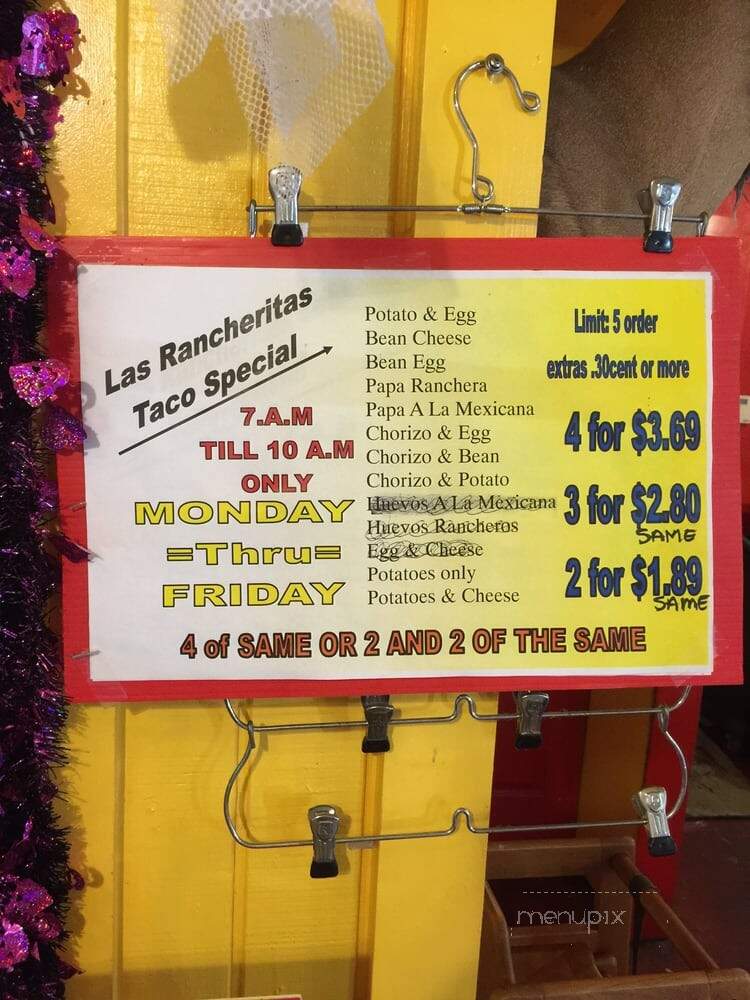 Las Rancheritas
Taco Special
7.A.M
TILL 10 A.M
ONLY
MONDAY
=Thru=
FRIDAY
Potato & Egg
Bean Cheese
Bean Egg
Papa Ranchera
Papa A La Mexicana
Chorizo & Egg
Chorizo & Bean
Chorizo & Potato
Huevos A La Mexicana
Huevos Rancheros
Egg & Cheese
Potatoes only
Potatoes & Cheese
Limit: 5 order
extras .30cent or more
4 for $3.69
3 for $2.80
SAME
2 for $1.89
SAME
4 of SAME OR 2 AND 2 OF THE SAME
menupix